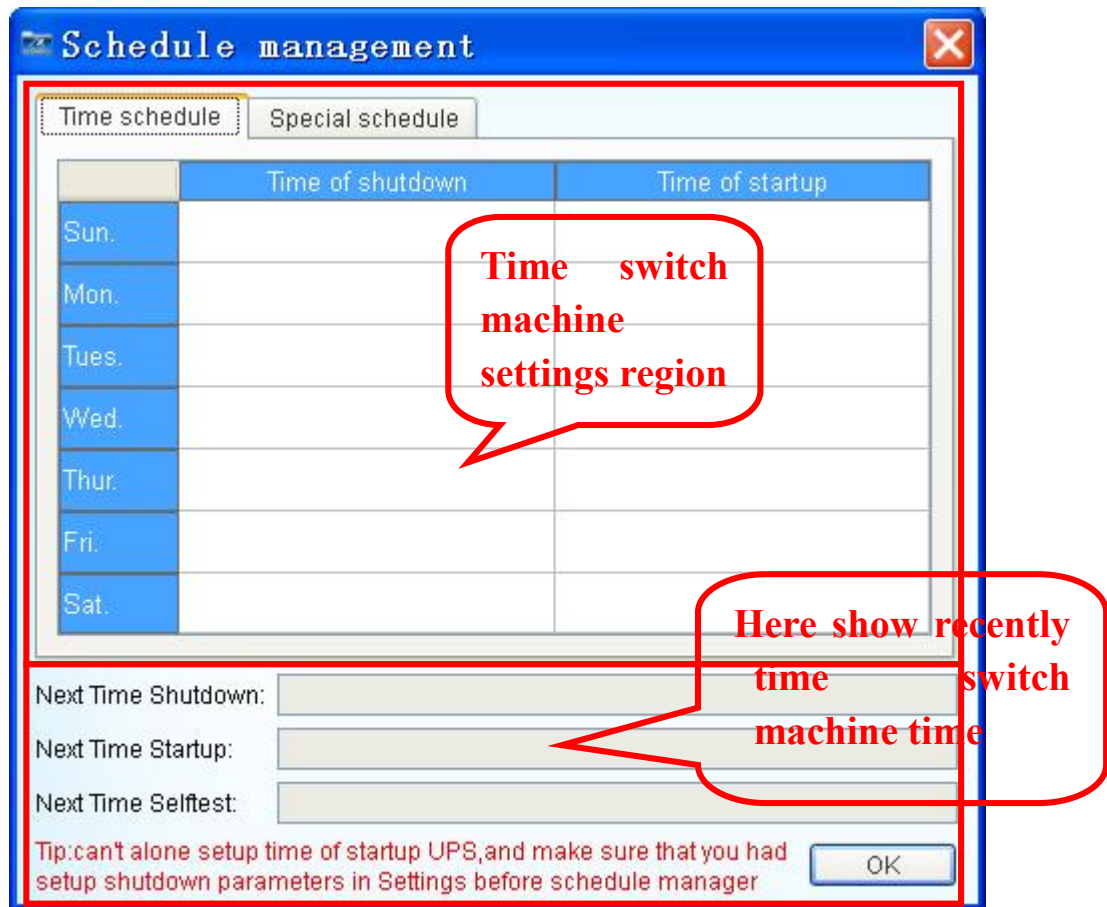 Schedule management
Time schedule Special schedule
Time of shutdown Time of startup
Sun.
Mon.
Tues.
Wed.
Thur.
Fri.
Sat.
Time switch
machine
settings region
Here show recently
time switch
machine time
Next Time Shutdown:
Next Time Startup:
Next Time Selftest:
Tip:can't alone setup time of startup UPS,and make sure that you had
setup shutdown parameters in Settings before schedule manager
OK